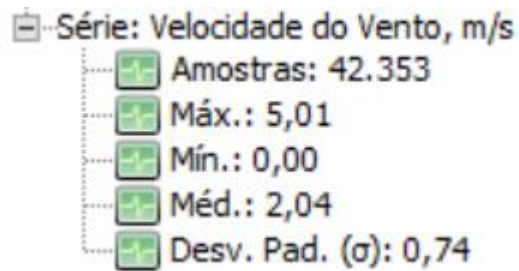 Série: Velocidade do Vento, m/s
Amostras: 42.353
Máx.: 5,01
Mín.: 0,00
Méd.: 2,04
Desv. Pad. (σ): 0,74